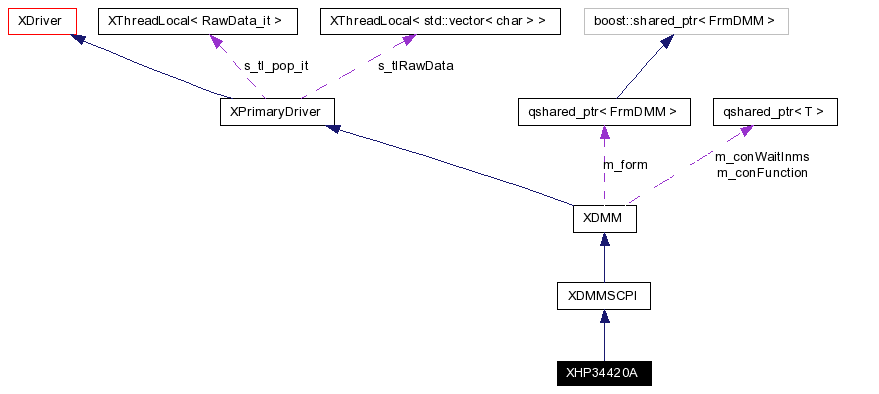 XDriver
XThreadLocal< RawData_it >
XThreadLocal< std::vector< char > >
boost::shared_ptr< FrmDMM >
s_tl_pop_it
s_tlRawData
XPrimaryDriver
qshared_ptr< FrmDMM >
qshared_ptr< T >
m_form
m_conWaitInms
m_conFunction
XDMM
XDMMSCPI
XHP34420A